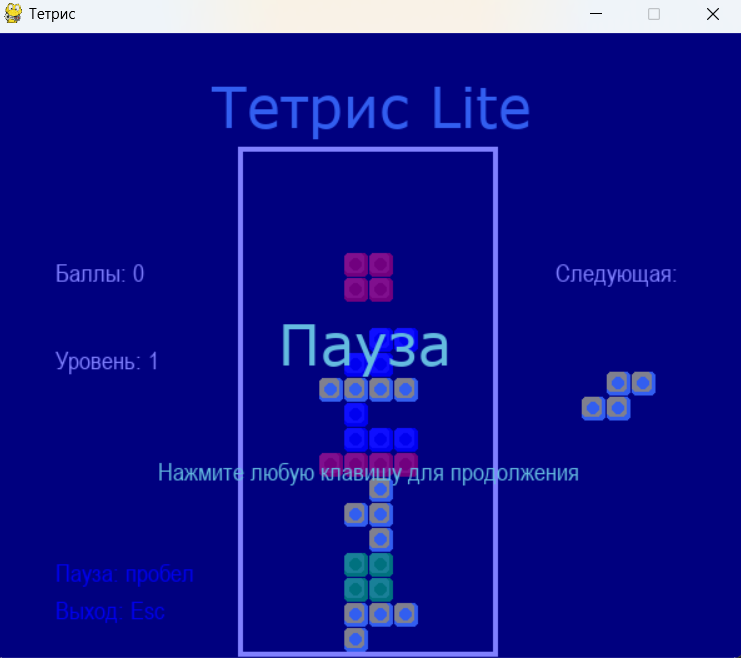 Тетрис
Тетрис Lite
Баллы: 0
Следующая:
Пауза
Уровень: 1
Нажмите любую клавишу для продолжения
Пауза: пробел
Выход: Esc